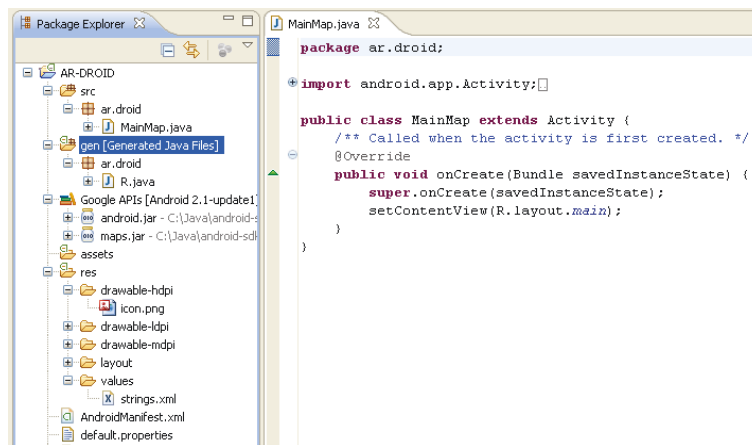 Package Explorer
AR-DROID
src
ar.droid
MainMap.java
gen [Generated Java Files]
ar.droid
R.java
Google APIs [Android 2.1-update1]
android.jar - C:\Java\android-s
maps.jar - C:\Java\android-sdk
assets
res
drawable-hdpi
icon.png
drawable-ldpi
drawable-mdpi
layout
values
strings.xml
AndroidManifest.xml
default.properties
MainMap.java
package ar.droid;
import android.app.Activity;
public class MainMap extends Activity {
/** Called when the activity is first created. */
@Override
public void onCreate(Bundle savedInstanceState) {
super.onCreate(savedInstanceState);
setContentView(R.layout.main);
}
}